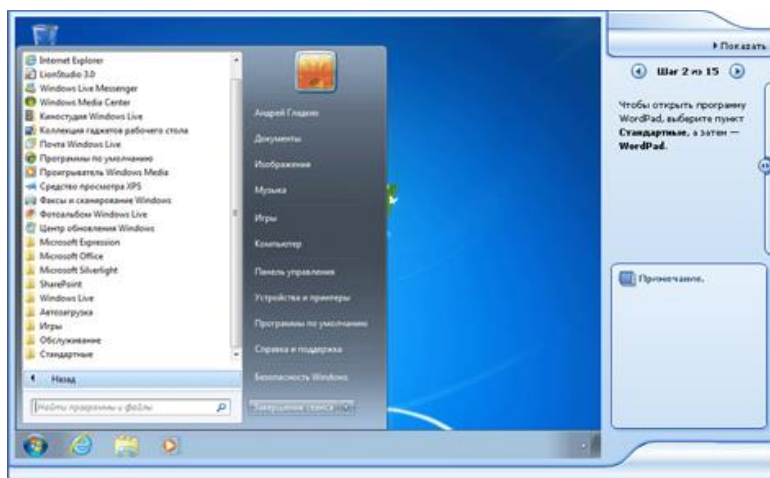 Internet Explorer
LionStudio 3.0
Windows Live Messenger
Windows Media Center
Киностудия Windows Live
Коллекция гаджетов рабочего стола
Почта Windows Live
Программы по умолчанию
Проигрыватель Windows Media
Средство просмотра XPS
Факсы и сканирование Windows
Фотоальбом Windows Live
Центр обновления Windows
Microsoft Expression
Microsoft Office
Microsoft Silverlight
SharePoint
Windows Live
Автозагрузка
Игры
Обслуживание
Стандартные
Назад
Найти программы и файлы
Андрей Гладкою
Документы
Изображения
Музыка
Игры
Компьютер
Панель управления
Устройства и принтеры
Программы по умолчанию
Справка и поддержка
Безопасность Windows
Завершение сеанса
Показать
Шаг 2 из 15
Чтобы открыть программу
WordPad, выберите пункт
Стандартные, а затем —
WordPad.
Примечание.